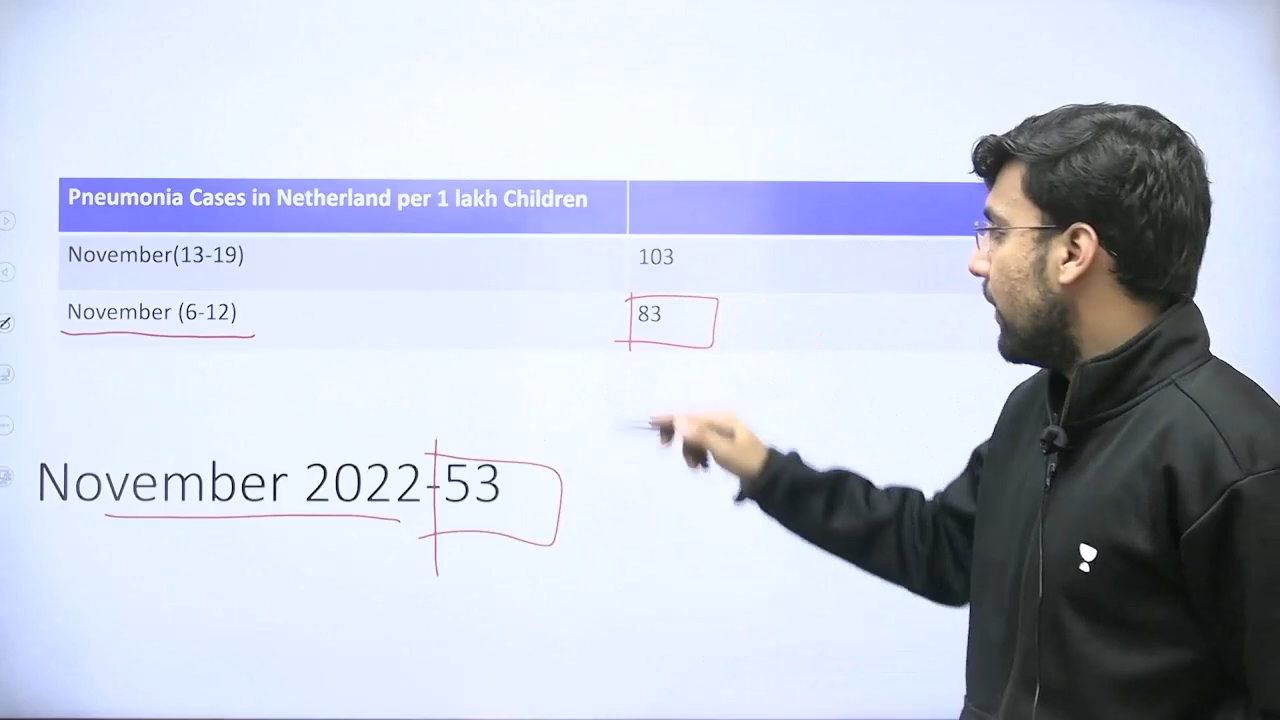 Pneumonia Cases in Netherland per 1 lakh Children
November(13-19) 103
November (6-12) 83
November 2022-53